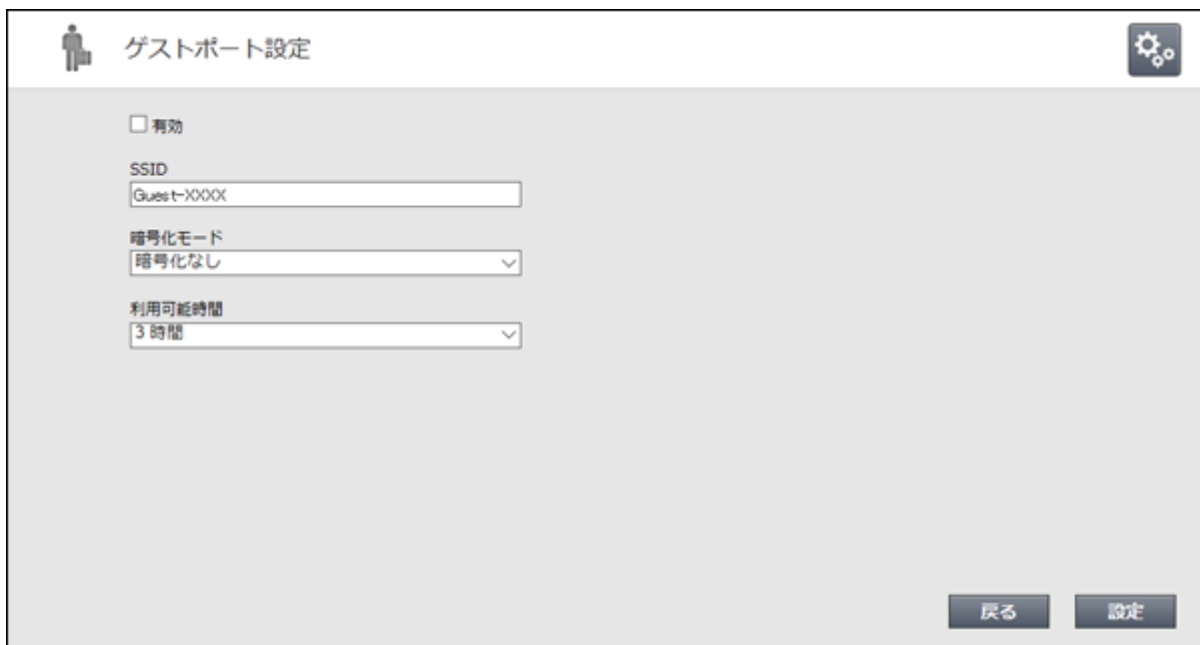 ゲストポート設定
有効
SSID
Guest-XXXX
暗号化モード
暗号化なし
利用可能時間
3 時間
戻る
設定